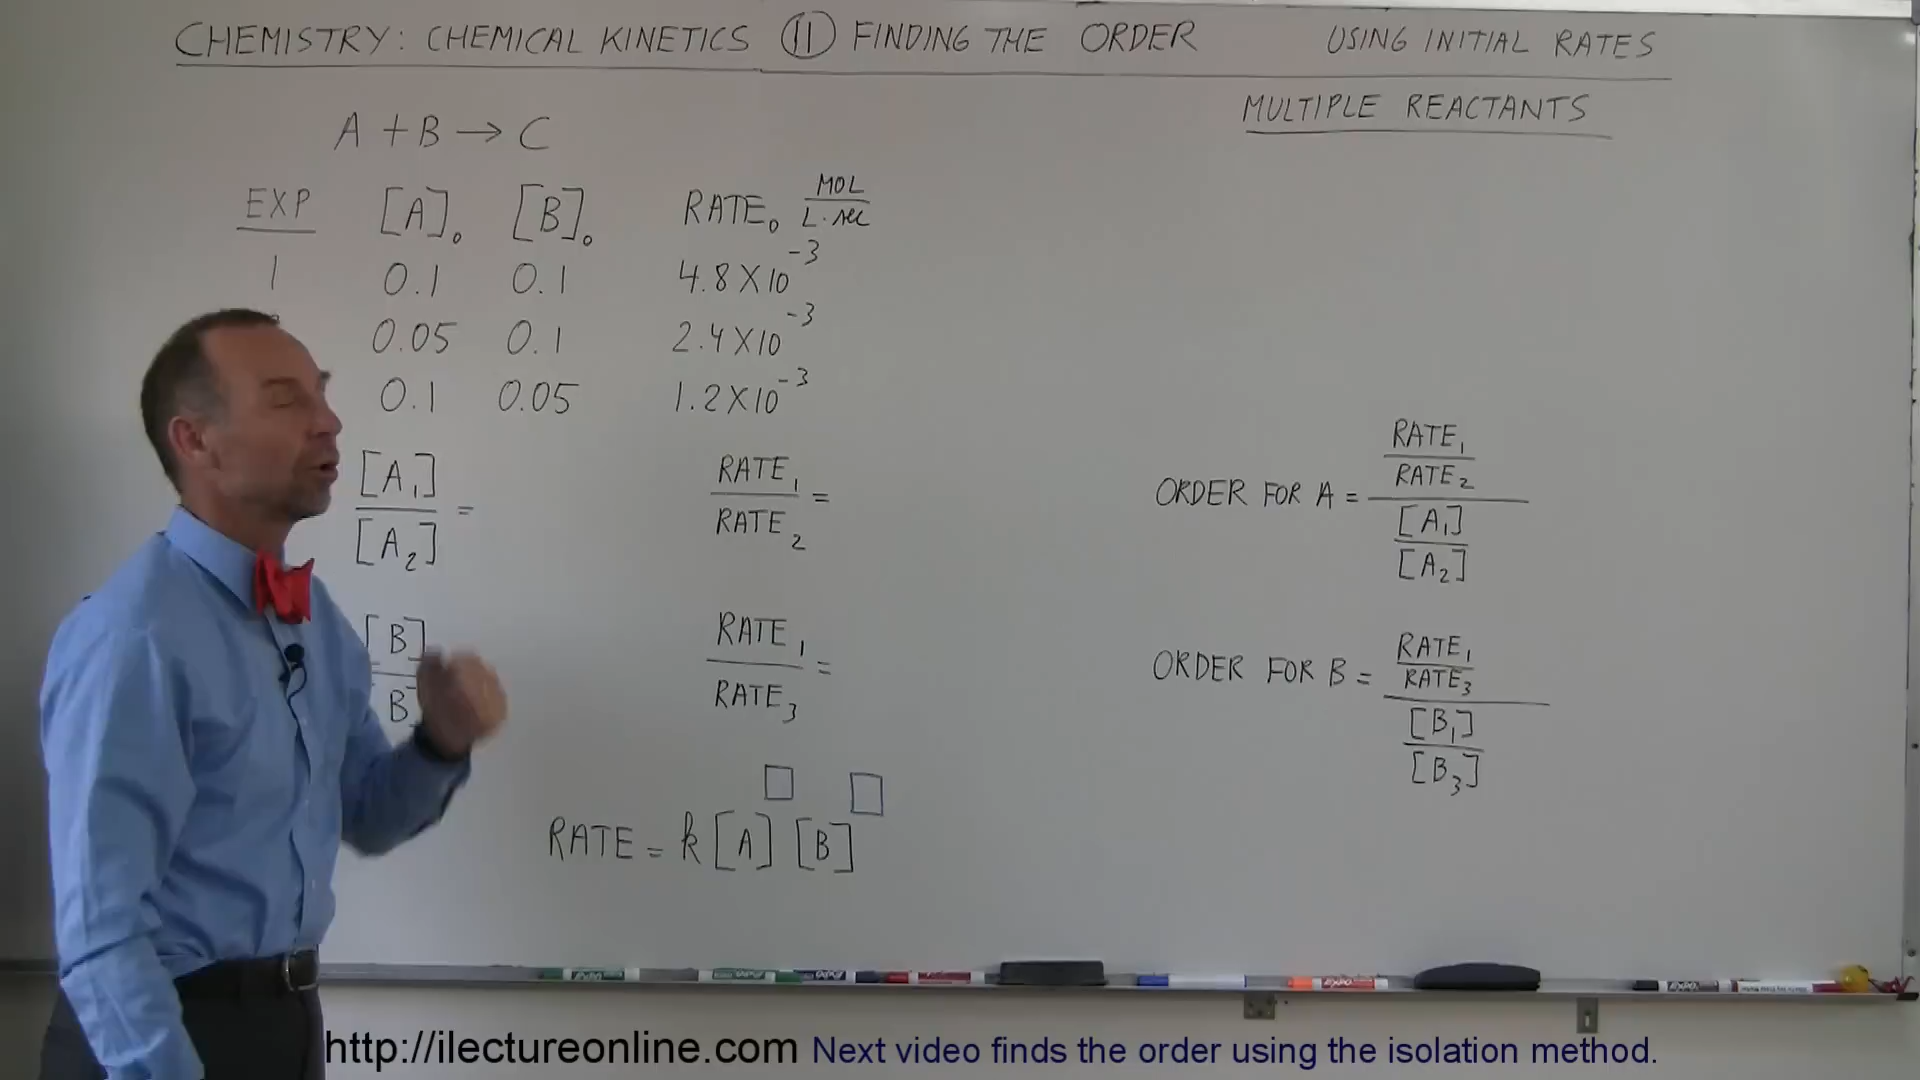 CHEMISTRY: CHEMICAL KINETICS 11 FINDING THE ORDER USING INITIAL RATES
MULTIPLE REACTANTS
A + B → C
EXP [A]₀ [B]₀ RATE₀ MOL / L·sec
1 0.1 0.1 4.8 X 10⁻³
0.05 0.1 2.4 X 10⁻³
0.1 0.05 1.2 X 10⁻³
[A₁] / [A₂] = RATE₁ / RATE₂ =
ORDER FOR A = RATE₁ / RATE₂ / [A₁] / [A₂]
[B] / B RATE₁ / RATE₃ =
ORDER FOR B = RATE₁ / RATE₃ / [B₁] / [B₃]
RATE = k [A]□ [B]□
http://ilectureonline.com Next video finds the order using the isolation method.